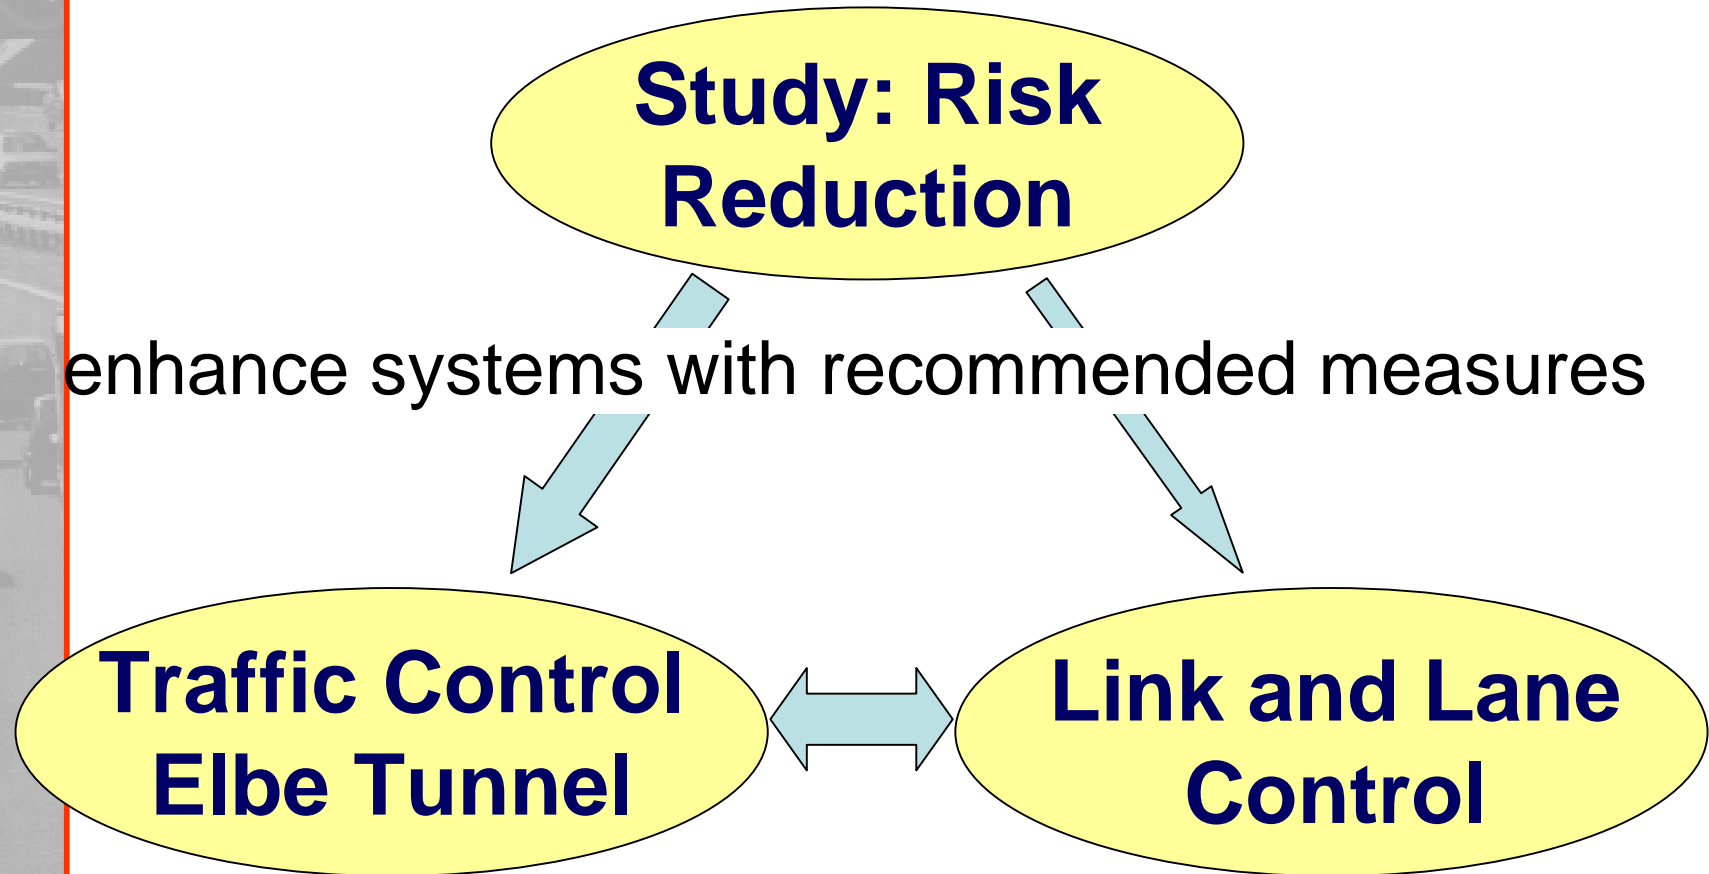 Study: Risk
Reduction
enhance systems with recommended measures
Traffic Control
Elbe Tunnel
Link and Lane
Control